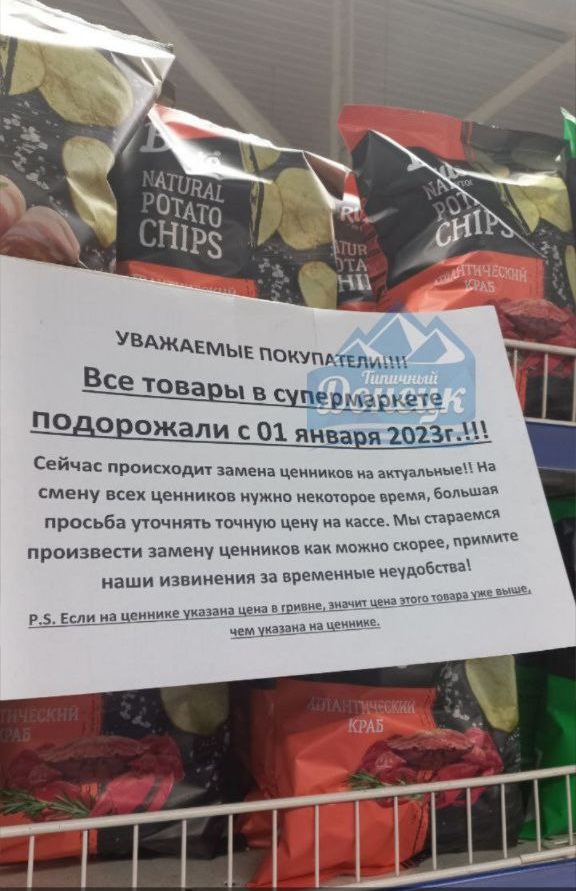 NATURAL
POTATO
CHIPS
CHIPS
АТЛАНТИЧЕСКИЙ
КРАБ
УВАЖАЕМЫЕ ПОКУПАТЕЛИ!!!!
Все товары в супермаркете
подорожали с 01 января 2023г.!!!
Сейчас происходит замена ценников на актуальные!! На
смену всех ценников нужно некоторое время, большая
просьба уточнять точную цену на кассе. Мы стараемся
произвести замену ценников как можно скорее, примите
наши извинения за временные неудобства!
P.S. Если на ценнике указана цена в гривне, значит цена этого товара уже выше,
чем указана на ценнике.
Типичный
Донецк
АТЛАНТИЧЕСКИЙ
КРАБ